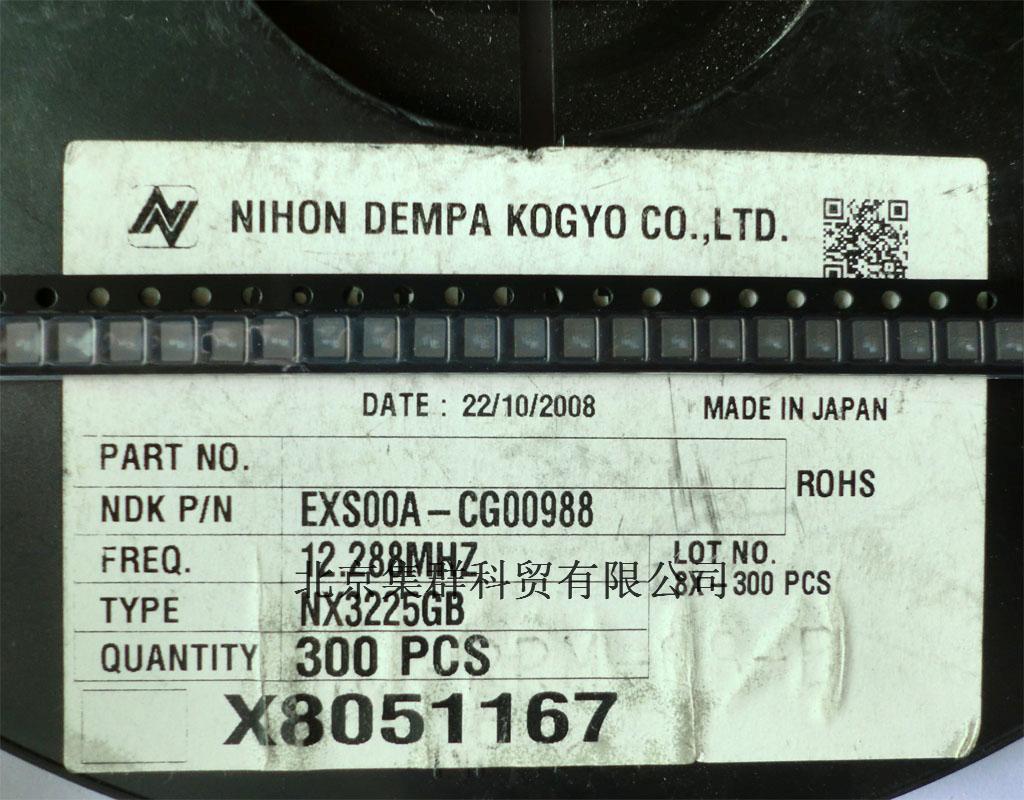 NIHON DEMPA KOGYO CO.,LTD.
DATE : 22/10/2008 MADE IN JAPAN
PART NO.
ROHS
NDK P/N EXS00A-CG00988
FREQ. 12.288MHZ LOT NO.
北京集群科贸有限公司
8X-300 PCS
TYPE NX3225GB
QUANTITY 300 PCS
X8051167